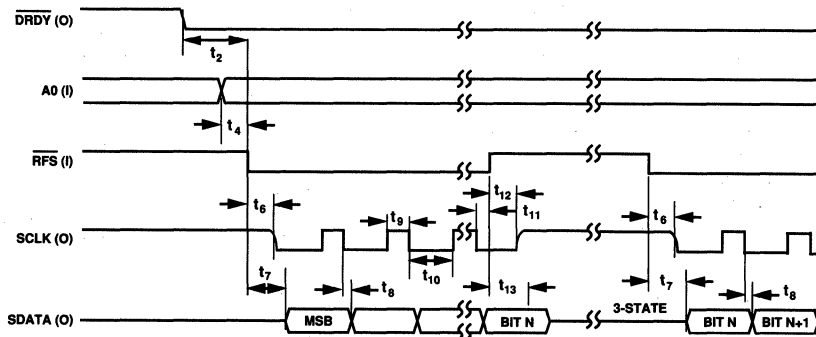 DRDY (O)
t2
A0 (I)
t4
RFS (I)
t12
t6
t9
t11
t6
SCLK (O)
t10
t7
t8
t13
3-STATE
t7
t8
SDATA (O)
MSB
BIT N
BIT N
BIT N+1